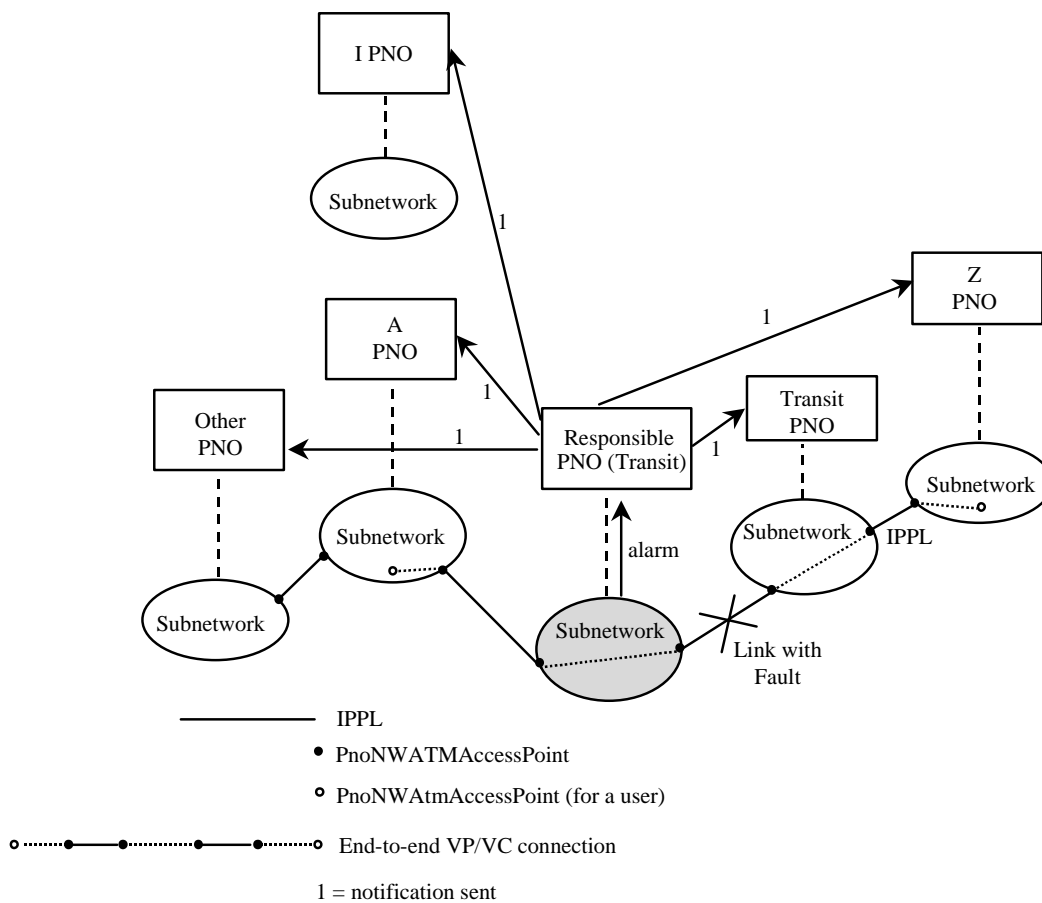 I PNO
Subnetwork
1
Z
PNO
1
A
PNO
1
Transit
PNO
Other
PNO
1
Responsible
PNO (Transit)
1
Subnetwork
Subnetwork
Subnetwork
IPPL
alarm
Subnetwork
Subnetwork
Link with
Fault
IPPL
PnoNWATMAccessPoint
PnoNWAtmAccessPoint (for a user)
End-to-end VP/VC connection
1 = notification sent